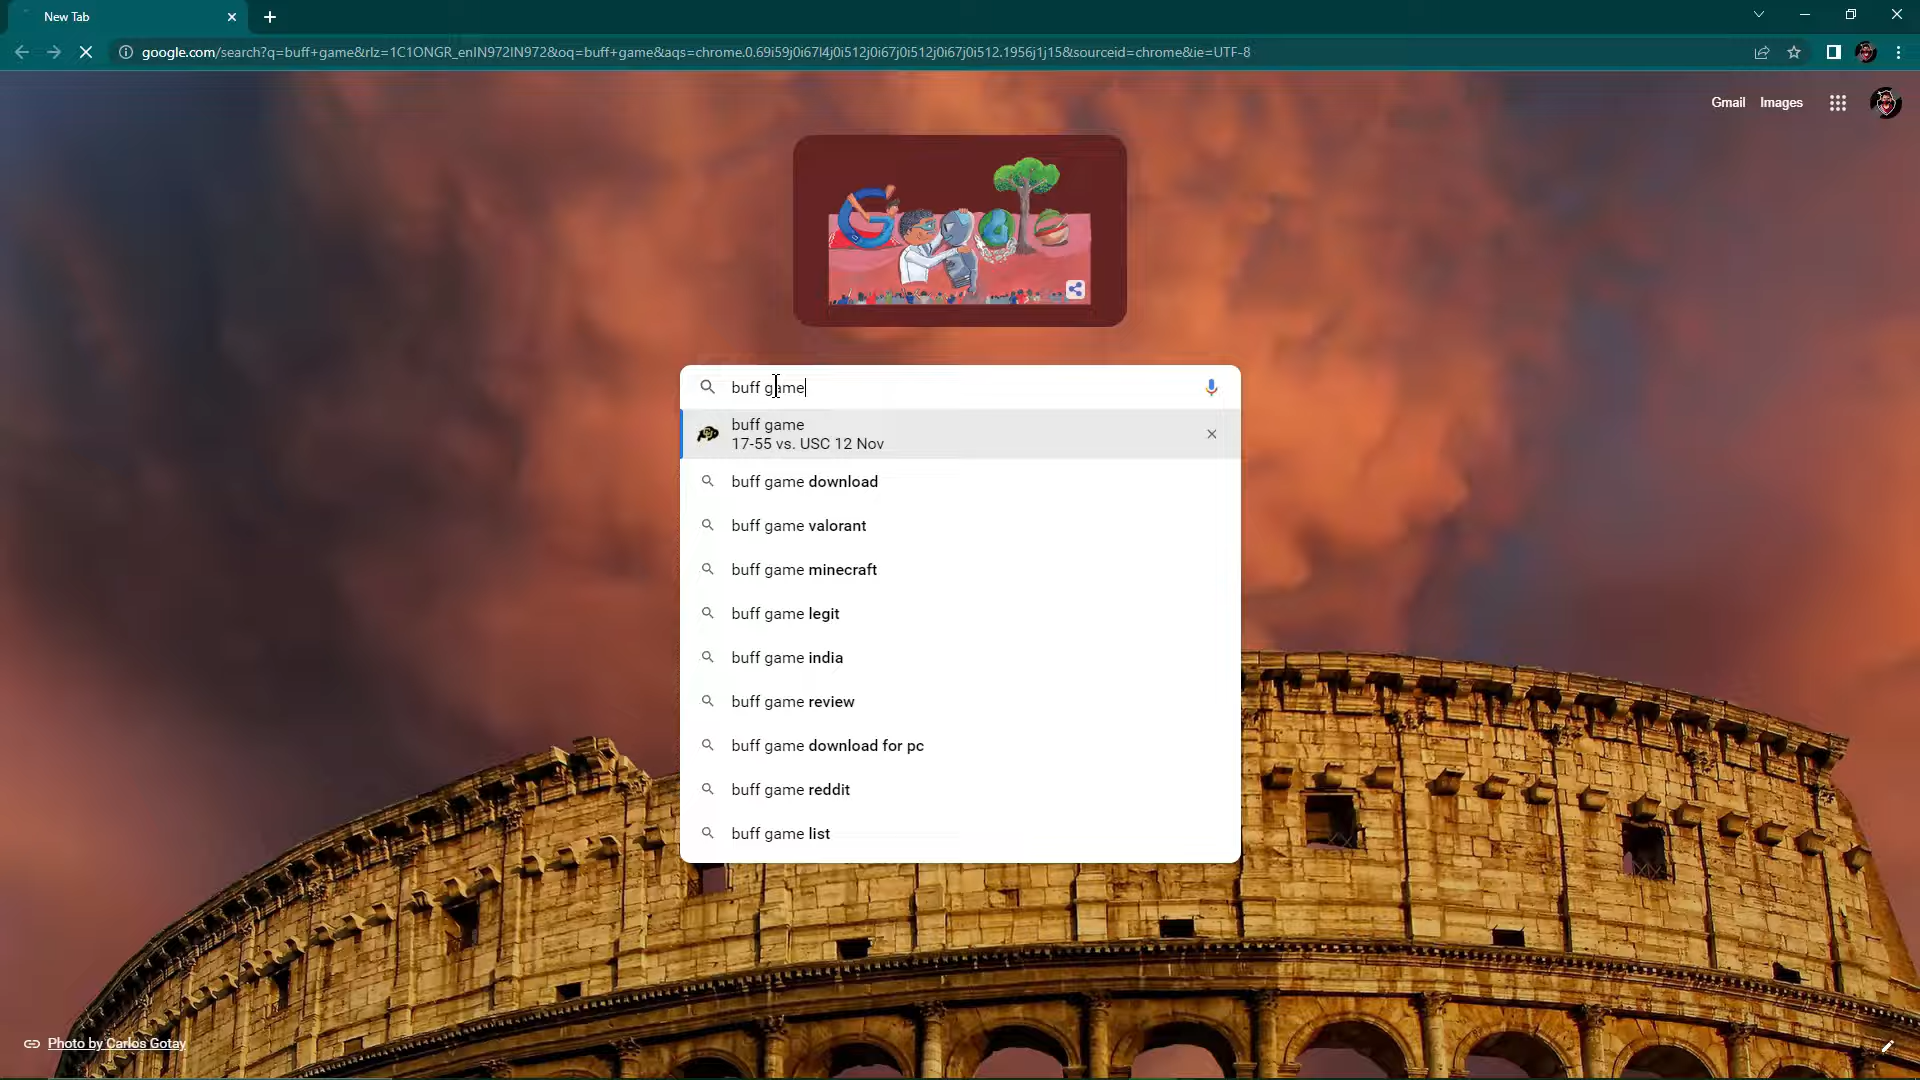 New Tab
google.com/search?q=buff+game&rlz=1C1ONGR_enIN972IN972&oq=buff+game&aqs=chrome.0.69i59j0i67l4j0i512j0i67j0i512j0i67j0i512.1956j1j15&sourceid=chrome&ie=UTF-8
Gmail Images
buff game
buff game
17-55 vs. USC 12 Nov
buff game download
buff game valorant
buff game minecraft
buff game legit
buff game india
buff game review
buff game download for pc
buff game reddit
buff game list
Photo by Carlos Gotay